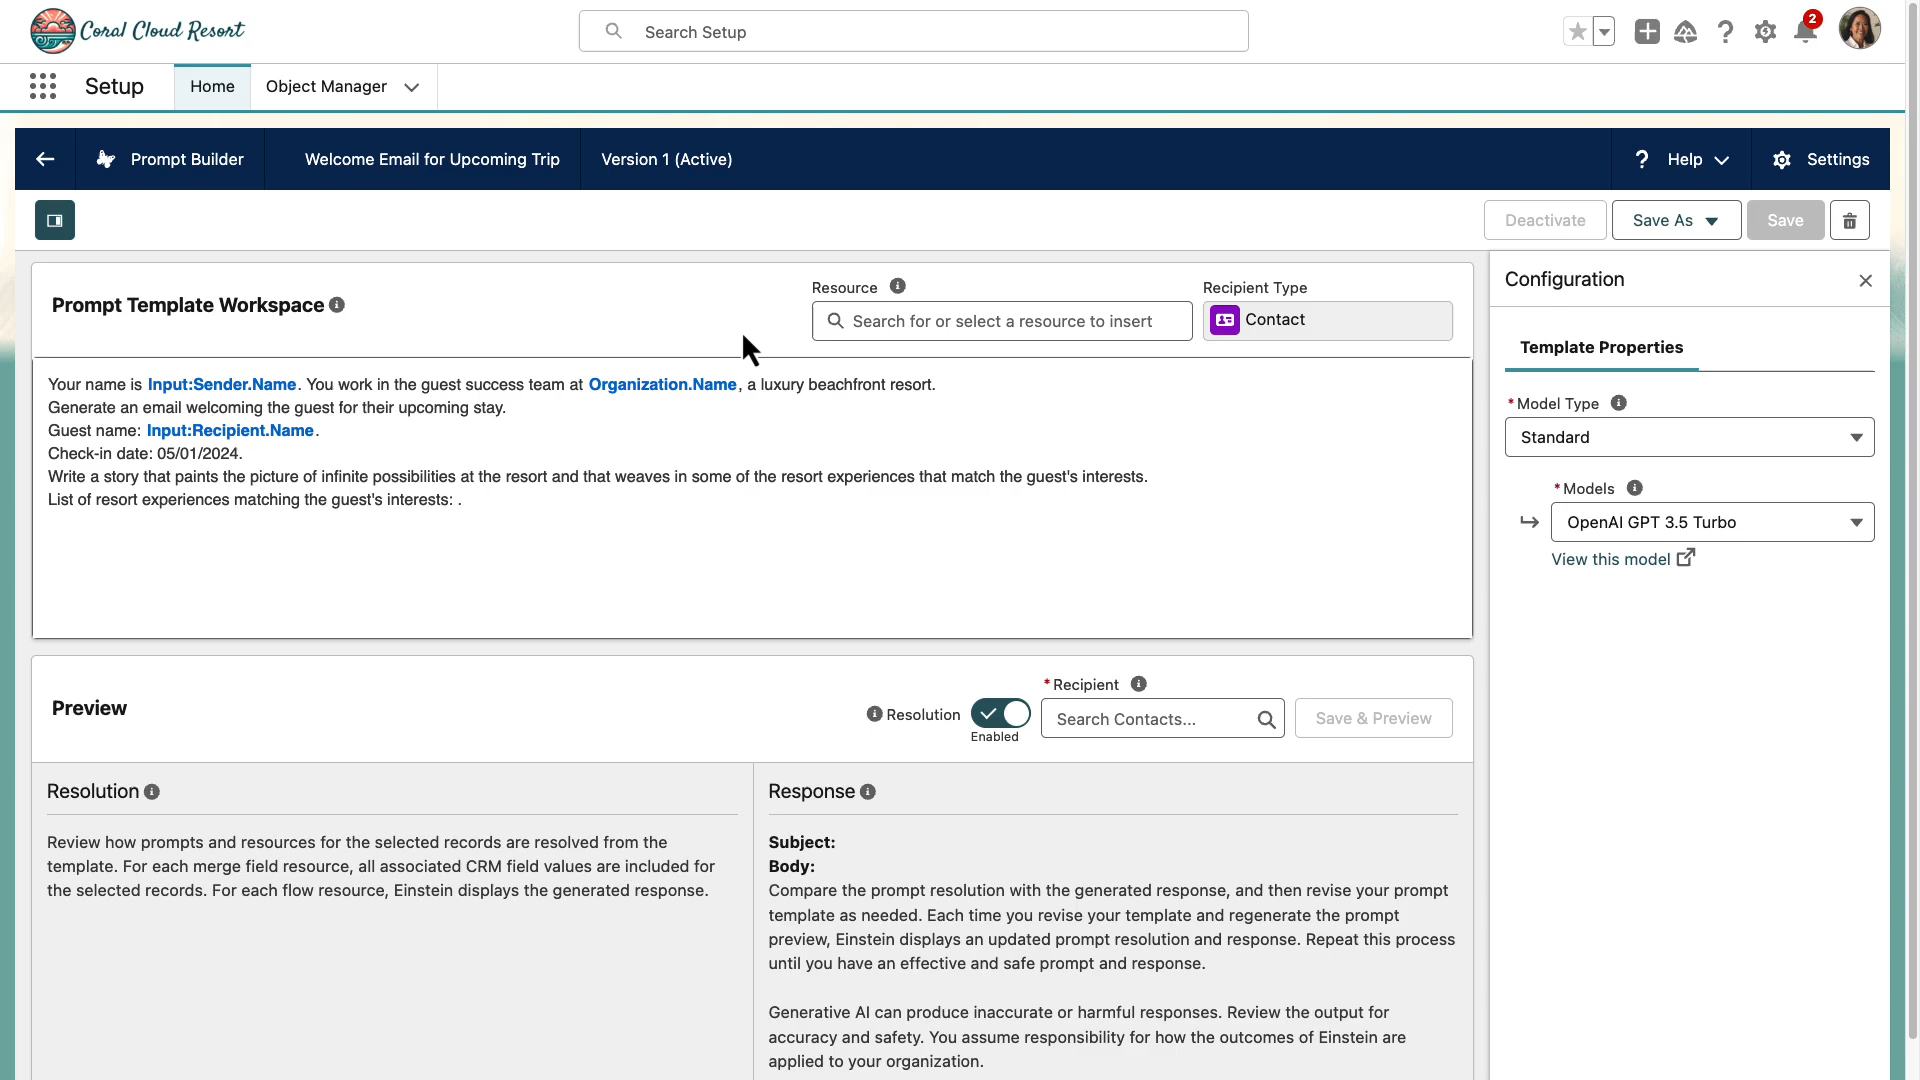 Coral Cloud Resort
Search Setup
2
Setup
Home
Object Manager
Prompt Builder
Welcome Email for Upcoming Trip
Version 1 (Active)
Help
Settings
Deactivate
Save As
Save
Prompt Template Workspace
Resource
Search for or select a resource to insert
Recipient Type
Contact
Your name is Input:Sender.Name. You work in the guest success team at Organization.Name, a luxury beachfront resort.
Generate an email welcoming the guest for their upcoming stay.
Guest name: Input:Recipient.Name.
Check-in date: 05/01/2024.
Write a story that paints the picture of infinite possibilities at the resort and that weaves in some of the resort experiences that match the guest's interests.
List of resort experiences matching the guest's interests: .
Configuration
Template Properties
* Model Type
Standard
* Models
OpenAI GPT 3.5 Turbo
View this model
Preview
Resolution
Enabled
* Recipient
Search Contacts...
Save & Preview
Resolution
Review how prompts and resources for the selected records are resolved from the
template. For each merge field resource, all associated CRM field values are included for
the selected records. For each flow resource, Einstein displays the generated response.
Response
Subject:
Body:
Compare the prompt resolution with the generated response, and then revise your prompt
template as needed. Each time you revise your template and regenerate the prompt
preview, Einstein displays an updated prompt resolution and response. Repeat this process
until you have an effective and safe prompt and response.
Generative AI can produce inaccurate or harmful responses. Review the output for
accuracy and safety. You assume responsibility for how the outcomes of Einstein are
applied to your organization.